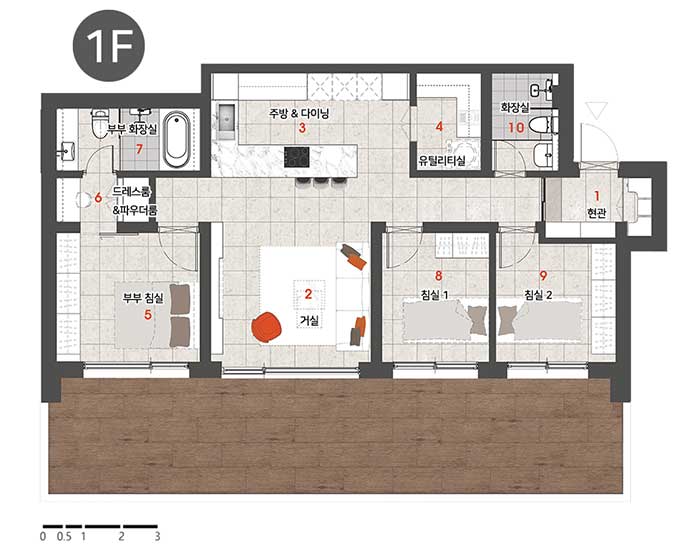 1F
부부 화장실
7
주방 & 다이닝
3
4
유틸리티실
화장실
10
6
드레스룸
&파우더룸
1
현관
부부 침실
5
2
거실
8
침실 1
9
침실 2
0 0.5 1 2 3